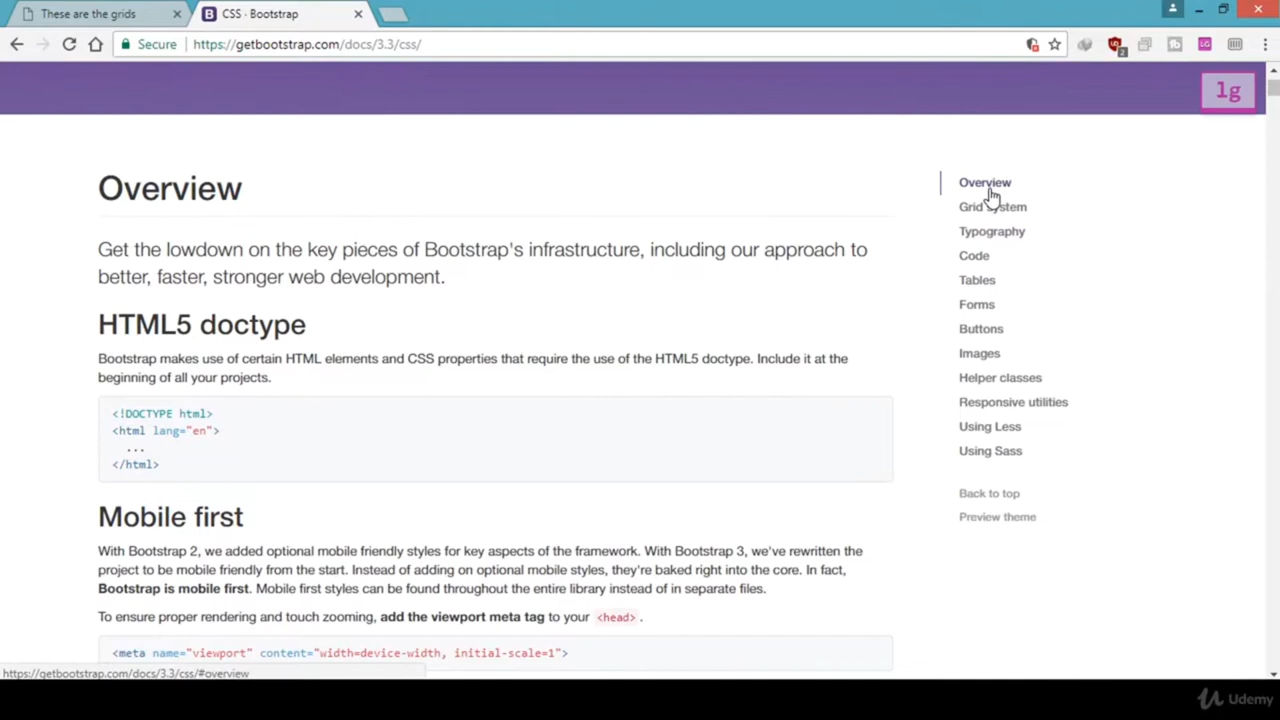 These are the grids
CSS · Bootstrap
Secure
https://getbootstrap.com/docs/3.3/css/
2
LG
lg
Overview
Get the lowdown on the key pieces of Bootstrap's infrastructure, including our approach to
better, faster, stronger web development.
HTML5 doctype
Bootstrap makes use of certain HTML elements and CSS properties that require the use of the HTML5 doctype. Include it at the
beginning of all your projects.
<!DOCTYPE html>
<html lang="en">
...
</html>
Mobile first
With Bootstrap 2, we added optional mobile friendly styles for key aspects of the framework. With Bootstrap 3, we've rewritten the
project to be mobile friendly from the start. Instead of adding on optional mobile styles, they're baked right into the core. In fact,
Bootstrap is mobile first. Mobile first styles can be found throughout the entire library instead of in separate files.
To ensure proper rendering and touch zooming, add the viewport meta tag to your <head>.
<meta name="viewport" content="width=device-width, initial-scale=1">
Overview
Grid system
Typography
Code
Tables
Forms
Buttons
Images
Helper classes
Responsive utilities
Using Less
Using Sass
Back to top
Preview theme
https://getbootstrap.com/docs/3.3/css/#overview
Udemy